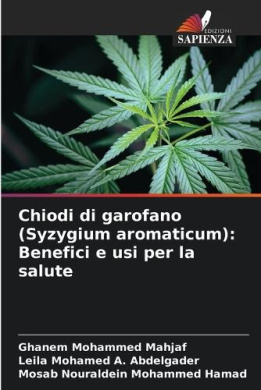 EDIZIONI
SAPIENZA
Chiodi di garofano
(Syzygium aromaticum):
Benefici e usi per la
salute
Ghanem Mohammed Mahjaf
Leila Mohamed A. Abdelgader
Mosab Nouraldein Mohammed Hamad